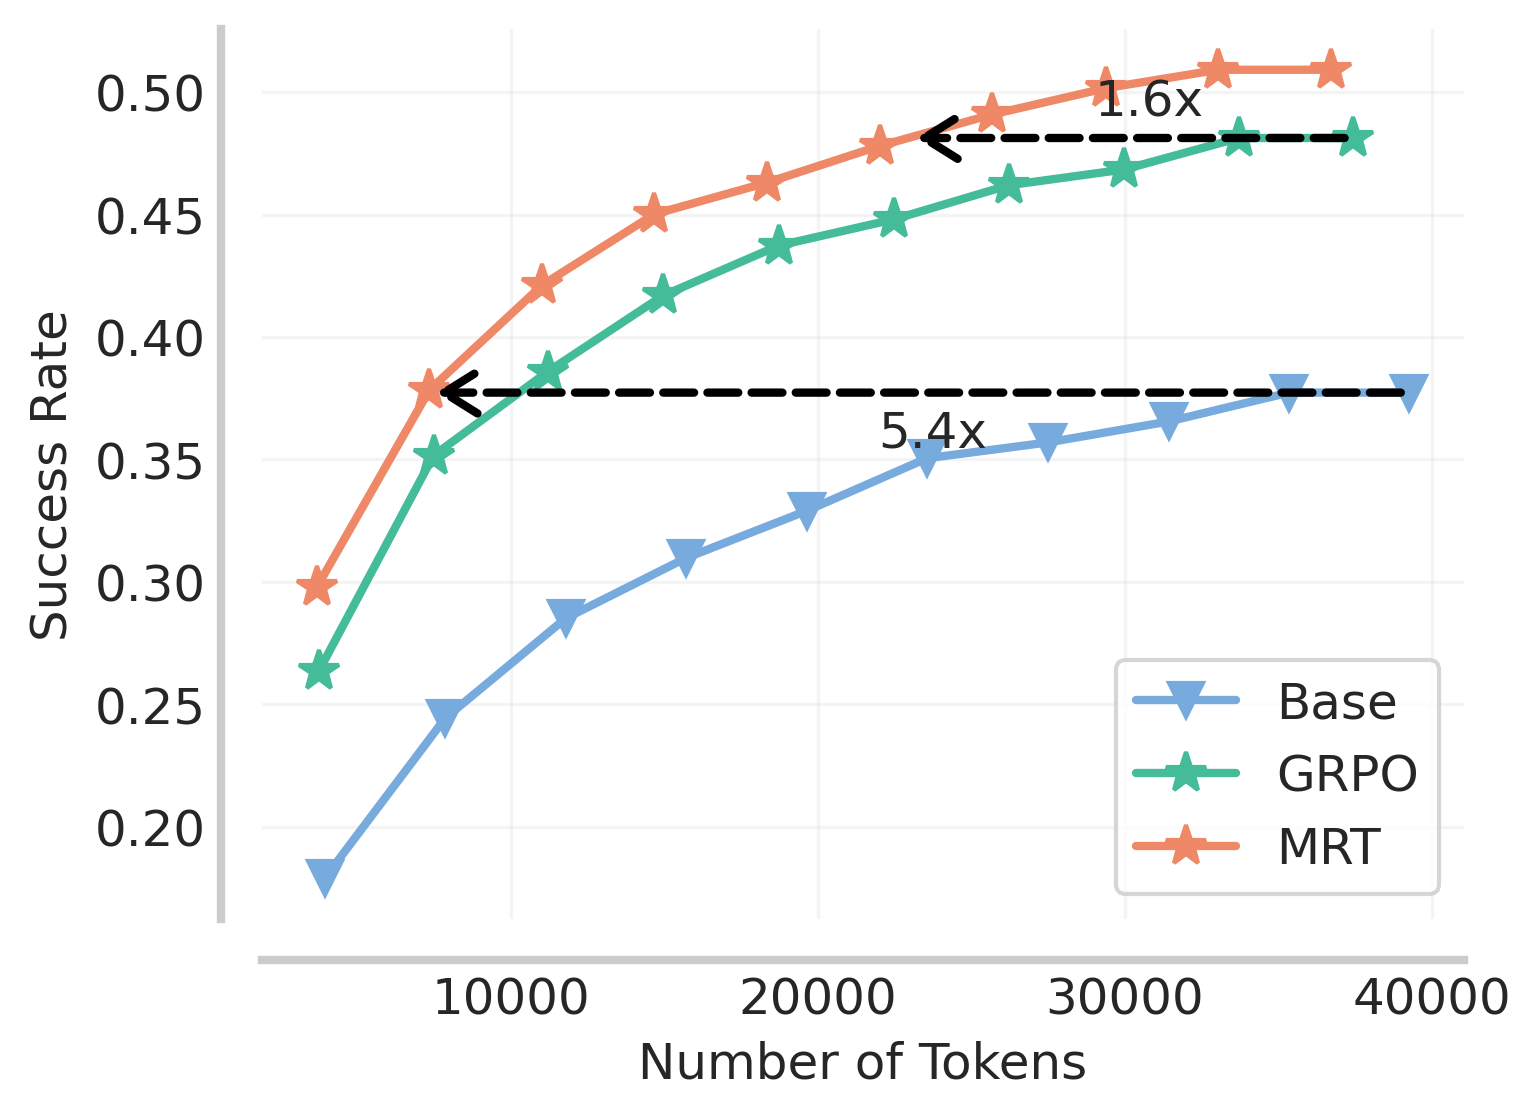 0.50
0.45
0.40
0.35
0.30
0.25
0.20
Success Rate
1.6x
5.4x
Base
GRPO
MRT
10000 20000 30000 40000
Number of Tokens